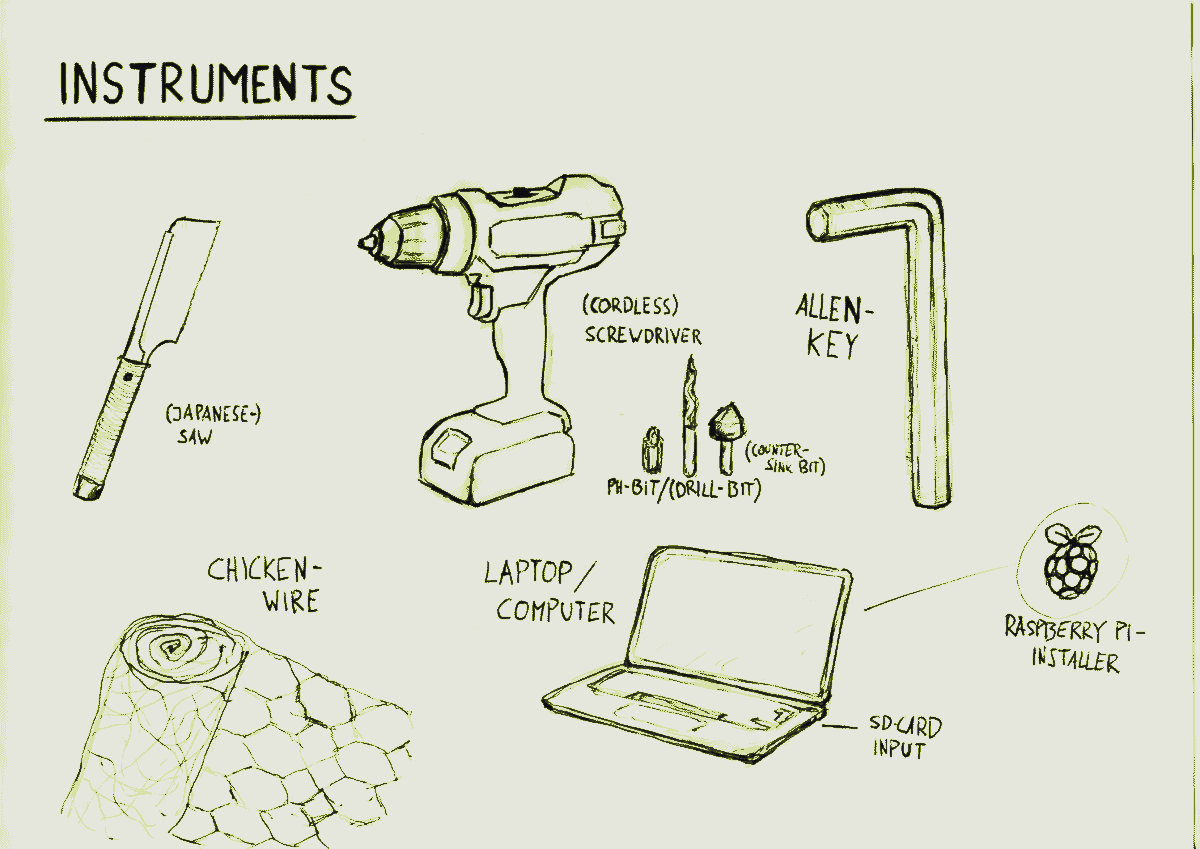 INSTRUMENTS
(CORDLESS)
SCREWDRIVER
ALLEN-
KEY
(JAPANESE-)
SAW
(COUNTER-
SINK BIT)
PH-BIT/(DRILL-BIT)
CHICKEN-
WIRE
LAPTOP/
COMPUTER
RASPBERRY PI-
INSTALLER
SD-CARD
INPUT